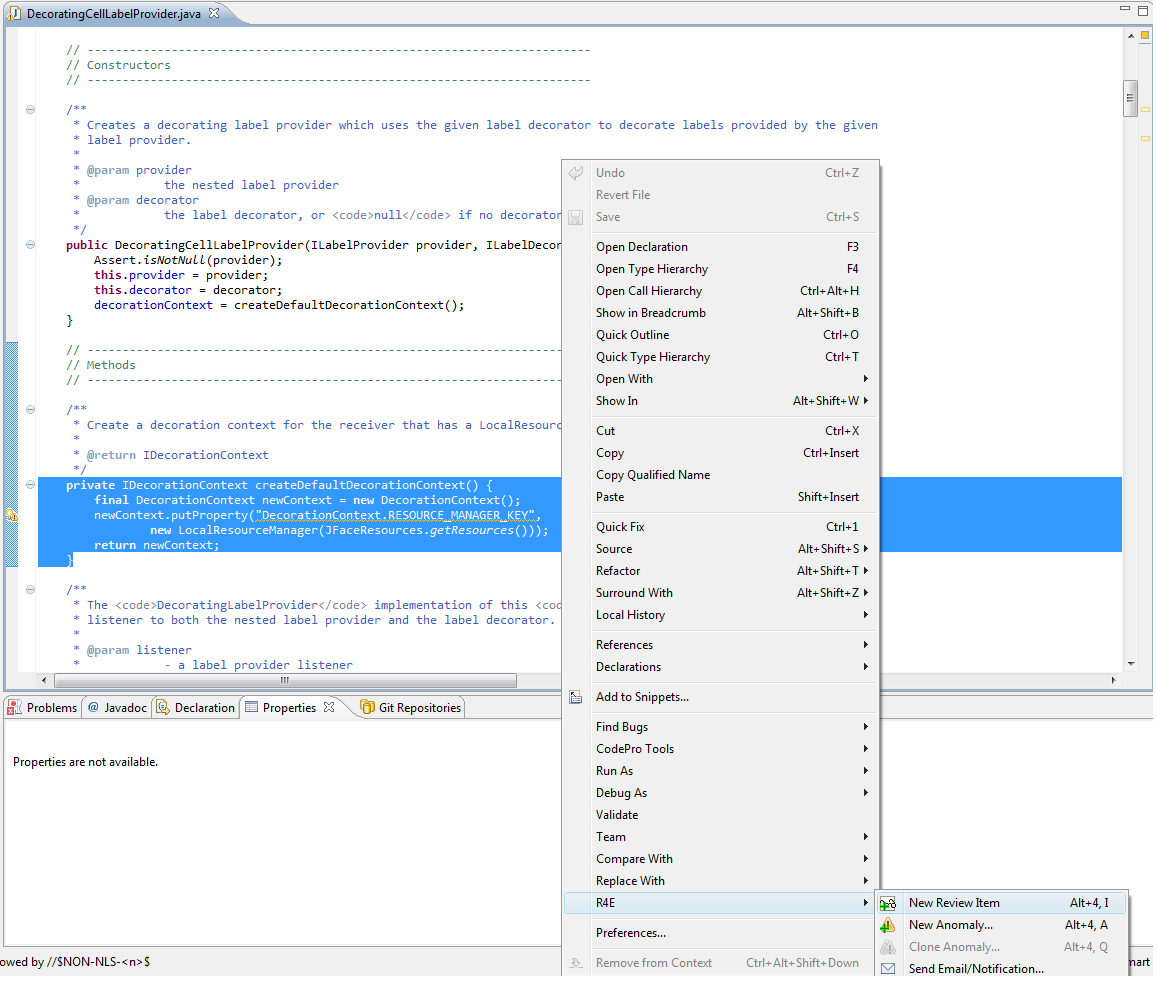 DecoratingCellLabelProvider.java
// ------------------------------------------------------------------------
// Constructors
// ------------------------------------------------------------------------
/**
* Creates a decorating label provider which uses the given label decorator to decorate labels provided by the given
* label provider.
*
* @param provider
* the nested label provider
* @param decorator
* the label decorator, or <code>null</code> if no decorator
*/
public DecoratingCellLabelProvider(ILabelProvider provider, ILabelDecor
Assert.isNotNull(provider);
this.provider = provider;
this.decorator = decorator;
decorationContext = createDefaultDecorationContext();
}
// --------------------------------------------------------------------
// Methods
// --------------------------------------------------------------------
/**
* Create a decoration context for the receiver that has a LocalResourc
*
* @return IDecorationContext
*/
private IDecorationContext createDefaultDecorationContext() {
final DecorationContext newContext = new DecorationContext();
newContext.putProperty("DecorationContext.RESOURCE_MANAGER_KEY",
new LocalResourceManager(JFaceResources.getResources()));
return newContext;
}
/**
* The <code>DecoratingLabelProvider</code> implementation of this <cod
* listener to both the nested label provider and the label decorator.
*
* @param listener
* - a label provider listener
Undo Ctrl+Z
Revert File
Save Ctrl+S
Open Declaration F3
Open Type Hierarchy F4
Open Call Hierarchy Ctrl+Alt+H
Show in Breadcrumb Alt+Shift+B
Quick Outline Ctrl+O
Quick Type Hierarchy Ctrl+T
Open With
Show In Alt+Shift+W
Cut Ctrl+X
Copy Ctrl+Insert
Copy Qualified Name
Paste Shift+Insert
Quick Fix Ctrl+1
Source Alt+Shift+S
Refactor Alt+Shift+T
Surround With Alt+Shift+Z
Local History
References
Declarations
Add to Snippets...
Find Bugs
CodePro Tools
Run As
Debug As
Validate
Team
Compare With
Replace With
R4E
Preferences...
Remove from Context Ctrl+Alt+Shift+Down
New Review Item Alt+4, I
New Anomaly... Alt+4, A
Clone Anomaly... Alt+4, Q
Send Email/Notification...
Problems @ Javadoc Declaration Properties Git Repositories
Properties are not available.
owed by //$NON-NLS-<n>$
mart